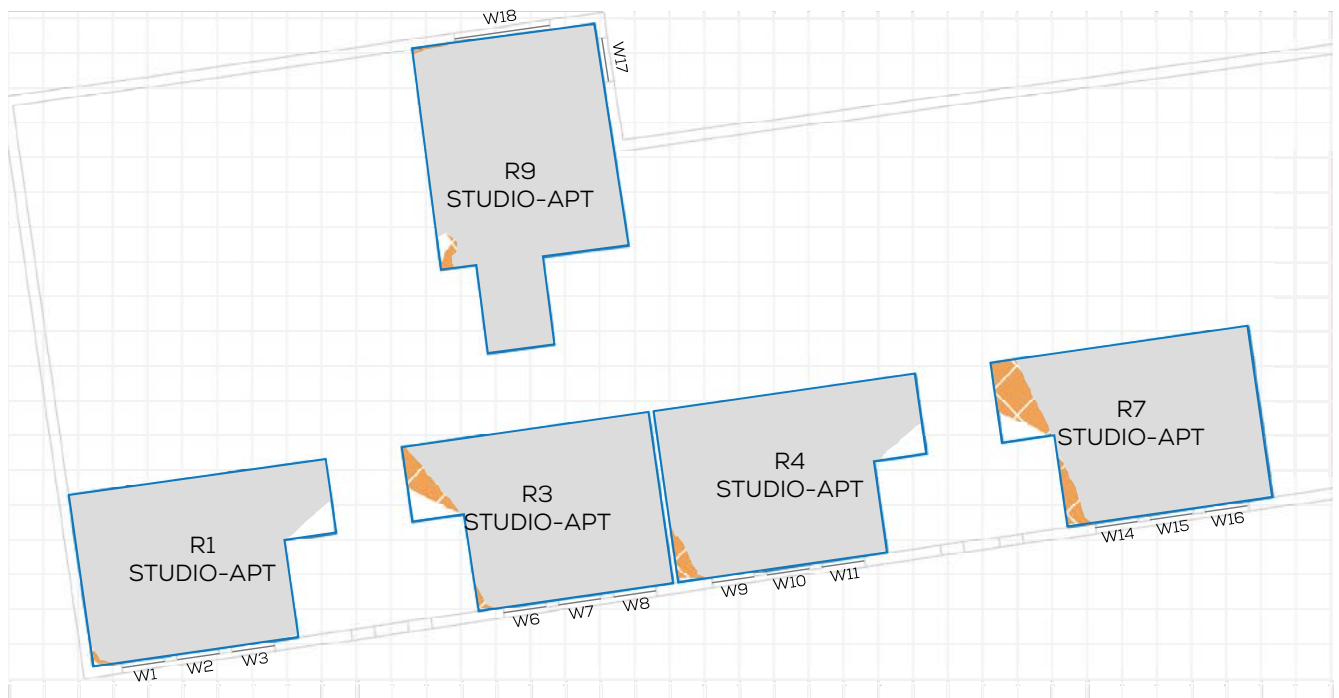 W18
W17
R9
STUDIO-APT
R7
STUDIO-APT
R4
STUDIO-APT
R3
STUDIO-APT
R1
STUDIO-APT
W14
W15
W16
W9
W10
W11
W6
W7
W8
W1
W2
W3